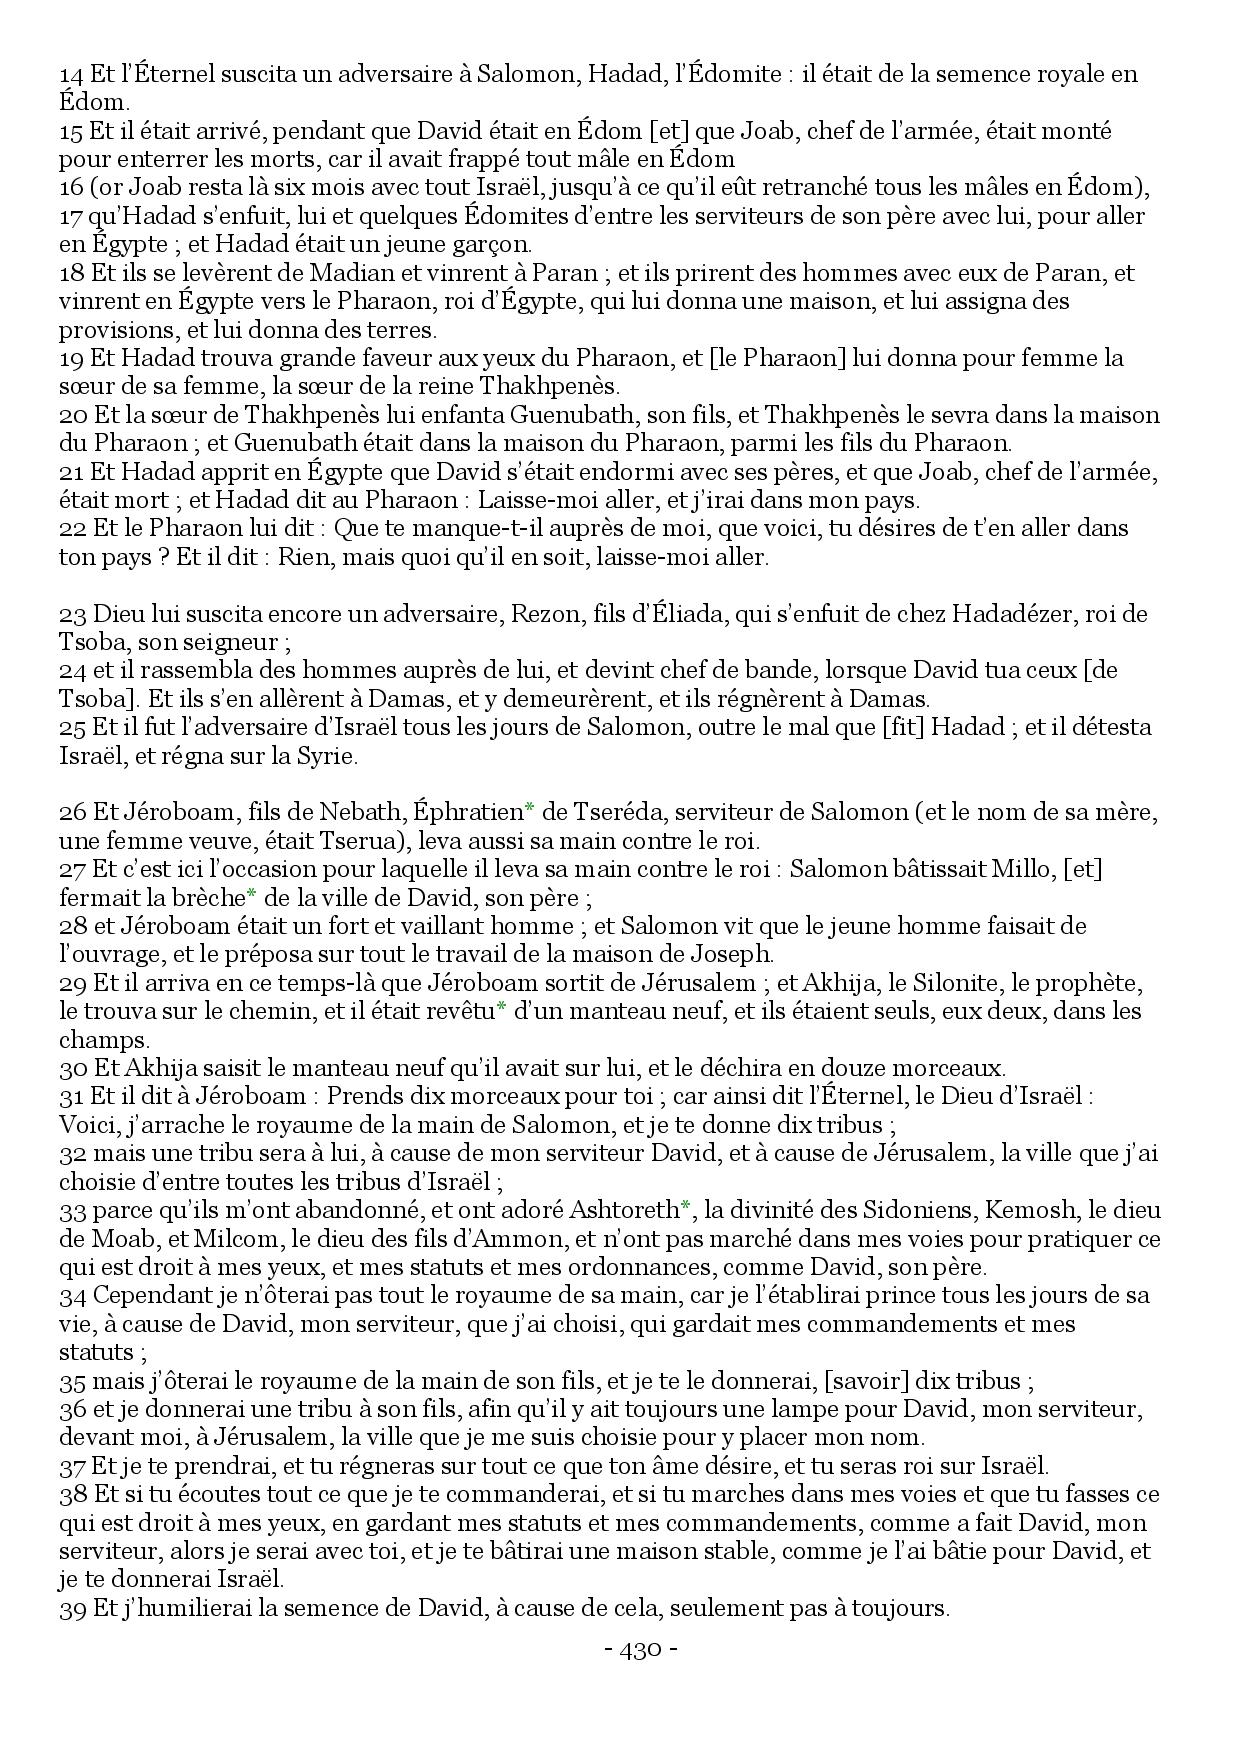 14 Et l’Éternel suscita un adversaire à Salomon, Hadad, l’Édomite : il était de la semence royale en
Édom.
15 Et il était arrivé, pendant que David était en Édom [et] que Joab, chef de l’armée, était monté
pour enterrer les morts, car il avait frappé tout mâle en Édom
16 (or Joab resta là six mois avec tout Israël, jusqu’à ce qu’il eût retranché tous les mâles en Édom),
17 qu’Hadad s’enfuit, lui et quelques Édomites d’entre les serviteurs de son père avec lui, pour aller
en Égypte ; et Hadad était un jeune garçon.
18 Et ils se levèrent de Madian et vinrent à Paran ; et ils prirent des hommes avec eux de Paran, et
vinrent en Égypte vers le Pharaon, roi d’Égypte, qui lui donna une maison, et lui assigna des
provisions, et lui donna des terres.
19 Et Hadad trouva grande faveur aux yeux du Pharaon, et [le Pharaon] lui donna pour femme la
sœur de sa femme, la sœur de la reine Thakhpenès.
20 Et la sœur de Thakhpenès lui enfanta Guenubath, son fils, et Thakhpenès le sevra dans la maison
du Pharaon ; et Guenubath était dans la maison du Pharaon, parmi les fils du Pharaon.
21 Et Hadad apprit en Égypte que David s’était endormi avec ses pères, et que Joab, chef de l’armée,
était mort ; et Hadad dit au Pharaon : Laisse-moi aller, et j’irai dans mon pays.
22 Et le Pharaon lui dit : Que te manque-t-il auprès de moi, que voici, tu désires de t’en aller dans
ton pays ? Et il dit : Rien, mais quoi qu’il en soit, laisse-moi aller.
23 Dieu lui suscita encore un adversaire, Rezon, fils d’Éliada, qui s’enfuit de chez Hadadézer, roi de
Tsoba, son seigneur ;
24 et il rassembla des hommes auprès de lui, et devint chef de bande, lorsque David tua ceux [de
Tsoba]. Et ils s’en allèrent à Damas, et y demeurèrent, et ils régnèrent à Damas.
25 Et il fut l’adversaire d’Israël tous les jours de Salomon, outre le mal que [fit] Hadad ; et il détesta
Israël, et régna sur la Syrie.
26 Et Jéroboam, fils de Nebath, Éphratien* de Tseréda, serviteur de Salomon (et le nom de sa mère,
une femme veuve, était Tserua), leva aussi sa main contre le roi.
27 Et c’est ici l’occasion pour laquelle il leva sa main contre le roi : Salomon bâtissait Millo, [et]
fermait la brèche* de la ville de David, son père ;
28 et Jéroboam était un fort et vaillant homme ; et Salomon vit que le jeune homme faisait de
l’ouvrage, et le préposa sur tout le travail de la maison de Joseph.
29 Et il arriva en ce temps-là que Jéroboam sortit de Jérusalem ; et Akhija, le Silonite, le prophète,
le trouva sur le chemin, et il était revêtu* d’un manteau neuf, et ils étaient seuls, eux deux, dans les
champs.
30 Et Akhija saisit le manteau neuf qu’il avait sur lui, et le déchira en douze morceaux.
31 Et il dit à Jéroboam : Prends dix morceaux pour toi ; car ainsi dit l’Éternel, le Dieu d’Israël :
Voici, j’arrache le royaume de la main de Salomon, et je te donne dix tribus ;
32 mais une tribu sera à lui, à cause de mon serviteur David, et à cause de Jérusalem, la ville que j’ai
choisie d’entre toutes les tribus d’Israël ;
33 parce qu’ils m’ont abandonné, et ont adoré Ashtoreth*, la divinité des Sidoniens, Kemosh, le dieu
de Moab, et Milcom, le dieu des fils d’Ammon, et n’ont pas marché dans mes voies pour pratiquer ce
qui est droit à mes yeux, et mes statuts et mes ordonnances, comme David, son père.
34 Cependant je n’ôterai pas tout le royaume de sa main, car je l’établirai prince tous les jours de sa
vie, à cause de David, mon serviteur, que j’ai choisi, qui gardait mes commandements et mes
statuts ;
35 mais j’ôterai le royaume de la main de son fils, et je te le donnerai, [savoir] dix tribus ;
36 et je donnerai une tribu à son fils, afin qu’il y ait toujours une lampe pour David, mon serviteur,
devant moi, à Jérusalem, la ville que je me suis choisie pour y placer mon nom.
37 Et je te prendrai, et tu régneras sur tout ce que ton âme désire, et tu seras roi sur Israël.
38 Et si tu écoutes tout ce que je te commanderai, et si tu marches dans mes voies et que tu fasses ce
qui est droit à mes yeux, en gardant mes statuts et mes commandements, comme a fait David, mon
serviteur, alors je serai avec toi, et je te bâtirai une maison stable, comme je l’ai bâtie pour David, et
je te donnerai Israël.
39 Et j’humilierai la semence de David, à cause de cela, seulement pas à toujours.
- 430 -